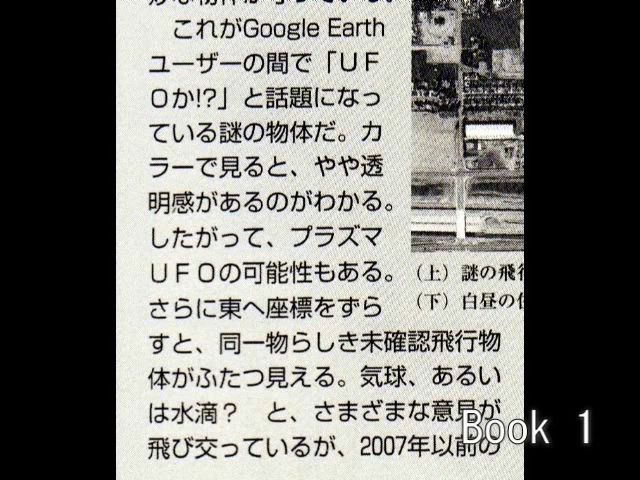 これがGoogle Earth
ユーザーの間で「ＵＦ
Ｏか!?」と話題になっ
ている謎の物体だ。カ
ラーで見ると、やや透
明感があるのがわかる。
したがって、プラズマ
ＵＦＯの可能性もある。
さらに東へ座標をずら
すと、同一物らしき未確認飛行物
体がふたつ見える。気球、あるい
は水滴？　と、さまざまな意見が
飛び交っているが、2007年以前の
（上）謎の飛行
（下）白昼の
Book 1